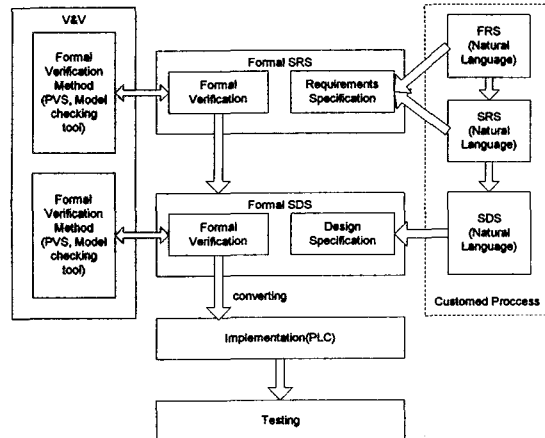 V&V
Formal
Verification
Method
(PVS, Model
checking
tool)
Formal
Verification
Method
(PVS, Model
checking
tool)
Formal SRS
Formal
Verification
Requirements
Specification
Formal SDS
Formal
Verification
Design
Specification
converting
Implementation(PLC)
Testing
FRS
(Natural
Language)
SRS
(Natural
Language)
SDS
(Natural
Language)
Customed Proccess